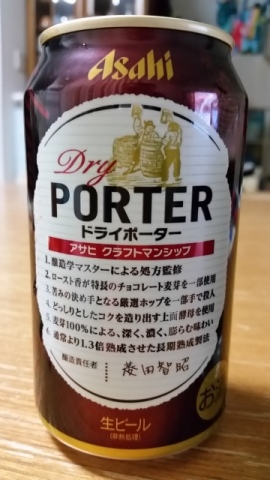 Asahi
Dry
PORTER
ドライポーター
アサヒ クラフトマンシップ
1. 醸造学マスターによる処方監修
2. ロースト香が特長のチョコレート麦芽を一部使用
3. 苦みの決め手となる厳選ホップを一部手で投入
4. どっしりとしたコクを造り出す上面酵母を使用
5. 麦芽100%による、深く、濃く、膨らむ味わい
6. 通常より1.3倍熟成させた長期熟成製法
醸造責任者
生ビール
(非熱処理)
お